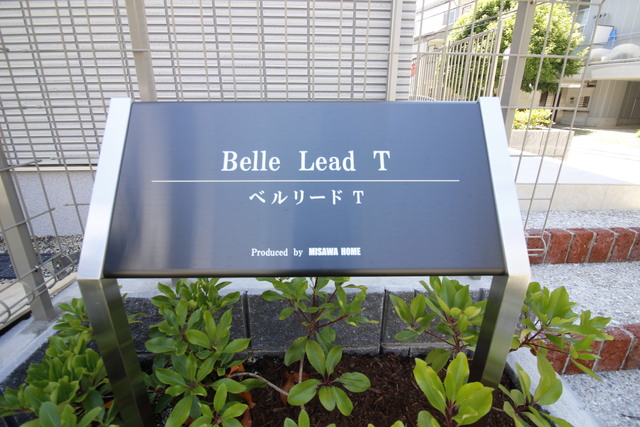 Belle Lead T
ベルリード T
Produced by MISAWA HOME